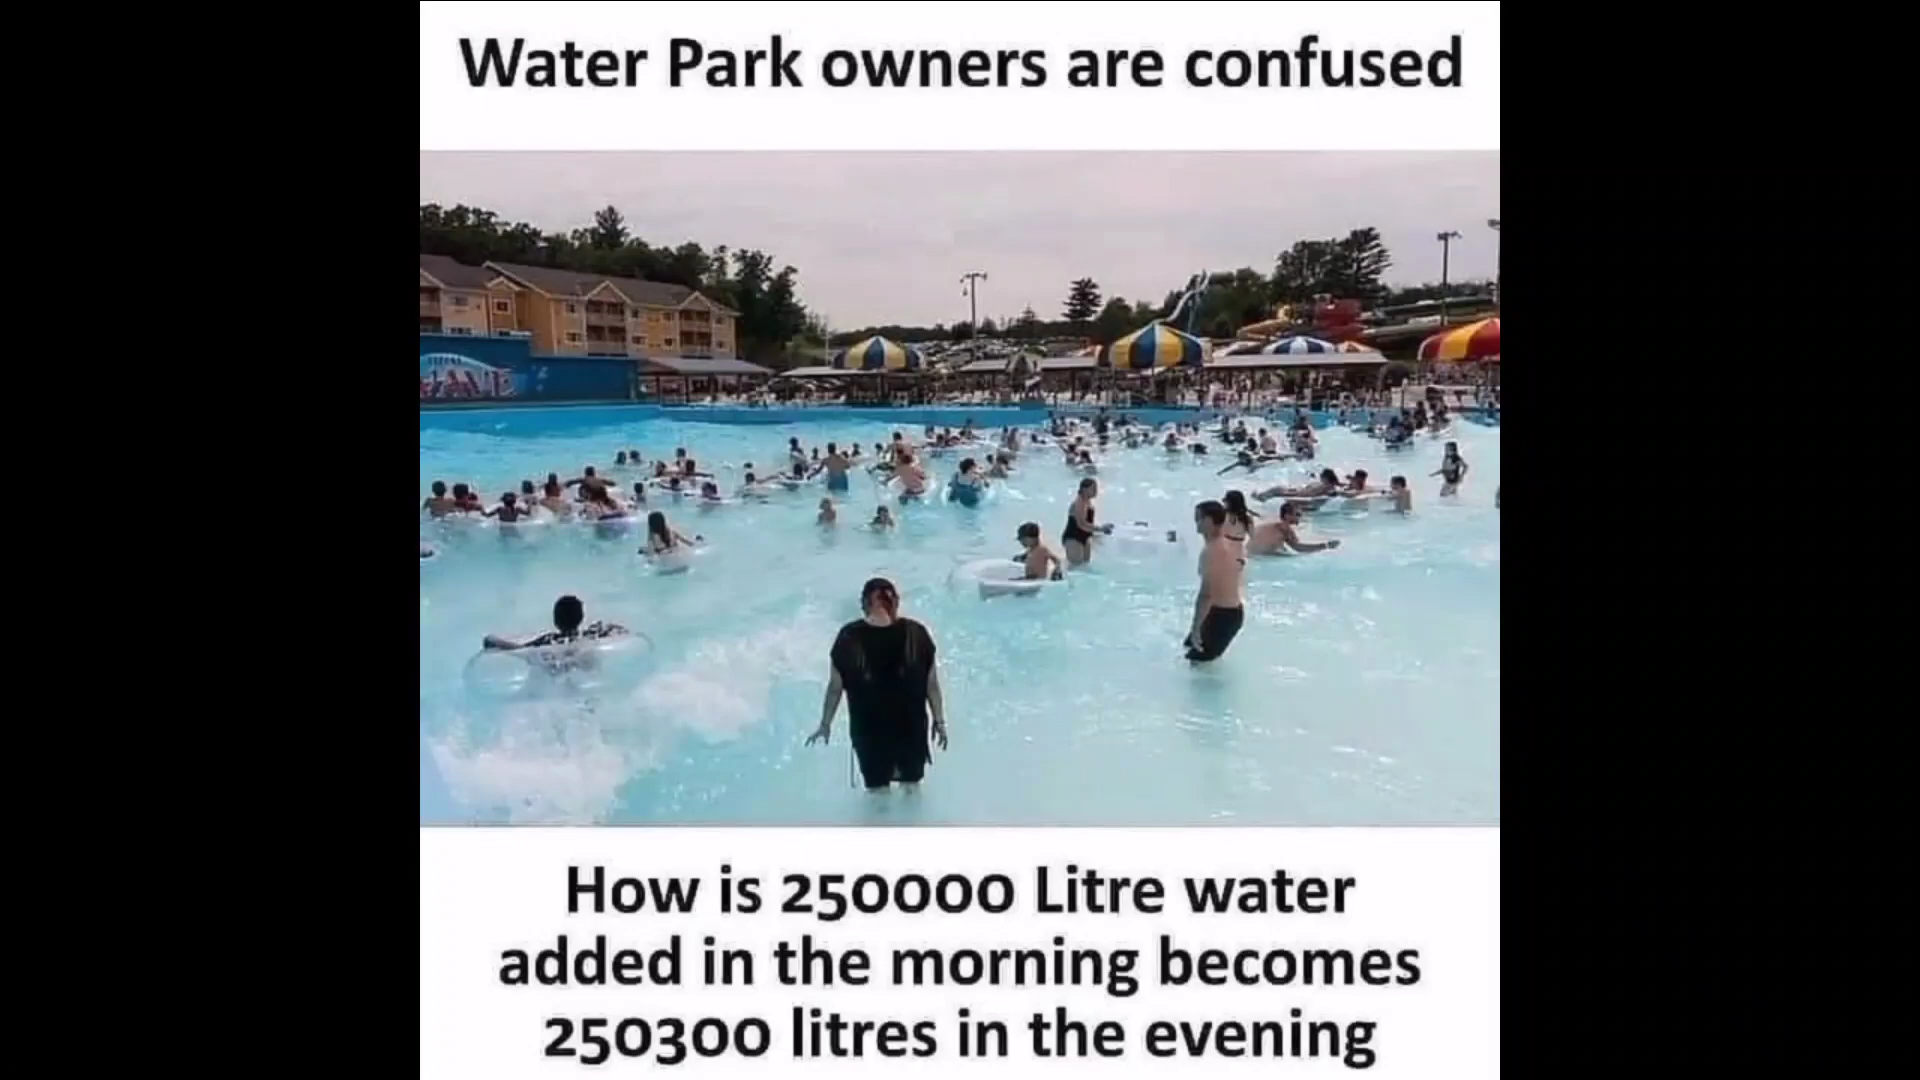 Water Park owners are confused
WAVE
How is 250000 Litre water
added in the morning becomes
250300 litres in the evening